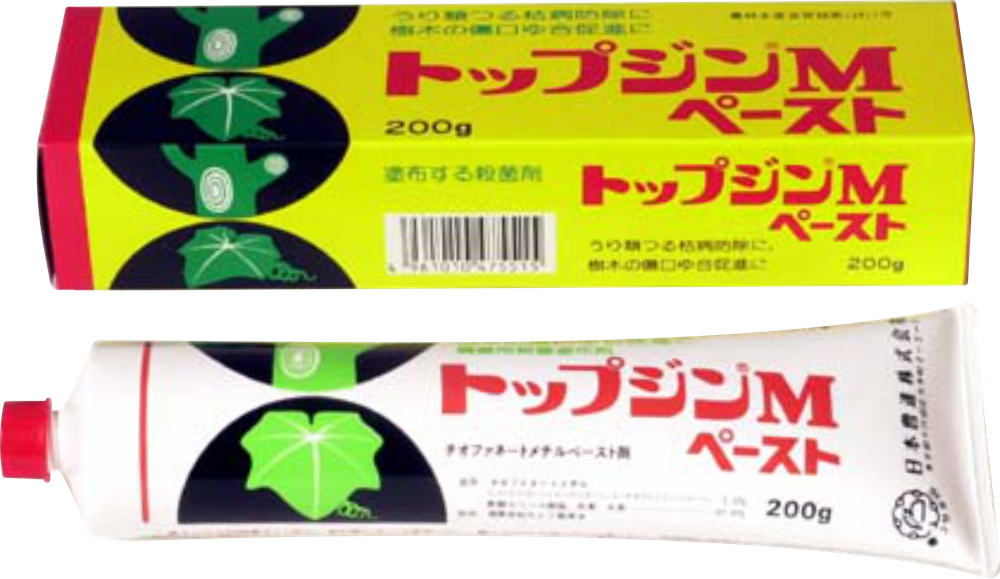 うり類つる枯病防除に
樹木の傷口ゆ合促進に
トップジンM
ペースト
200g
塗布する殺菌剤
トップジンM
ペースト
うり類つる枯病防除に、
樹木の傷口ゆ合促進に
200g
4 961010 475515
トップジンM
ペースト
チオファネートメチルペースト剤
200g
日本曹達株式会